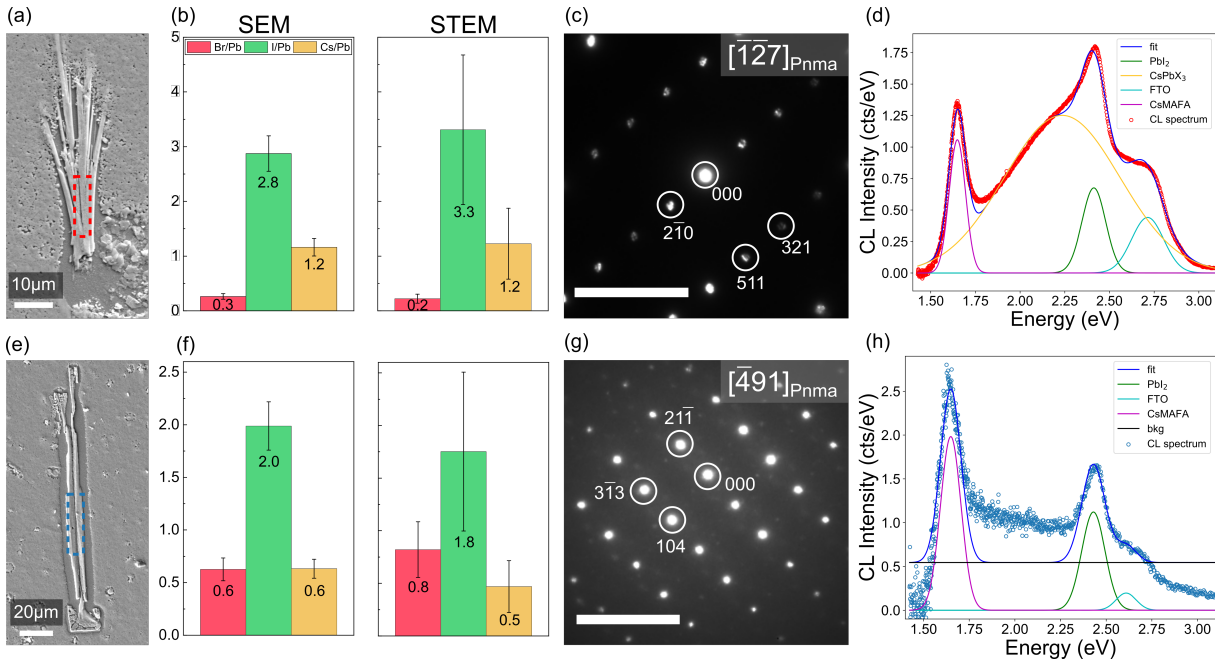 (a)
10μm
(b)
SEM
STEM
Br/Pb I/Pb Cs/Pb
5
4
3
2
1
0
0.3
2.8
1.2
0.2
3.3
1.2
(c)
[1̅2̅7]Pnma
000
21̅0
321
511
(d)
CL Intensity (cts/eV)
1.75
1.50
1.25
1.00
0.75
0.50
0.25
0.00
fit
PbI2
CsPbX3
FTO
CsMAFA
CL spectrum
1.50 1.75 2.00 2.25 2.50 2.75 3.00
Energy (eV)
(e)
20μm
(f)
2.5
2.0
1.5
1.0
0.5
0.0
0.6
2.0
0.6
0.8
1.8
0.5
(g)
[4̅91]Pnma
211̅
000
31̅3
104
(h)
CL Intensity (cts/eV)
2.5
2.0
1.5
1.0
0.5
0.0
fit
PbI2
FTO
CsMAFA
bkg
CL spectrum
1.50 1.75 2.00 2.25 2.50 2.75 3.00
Energy (eV)